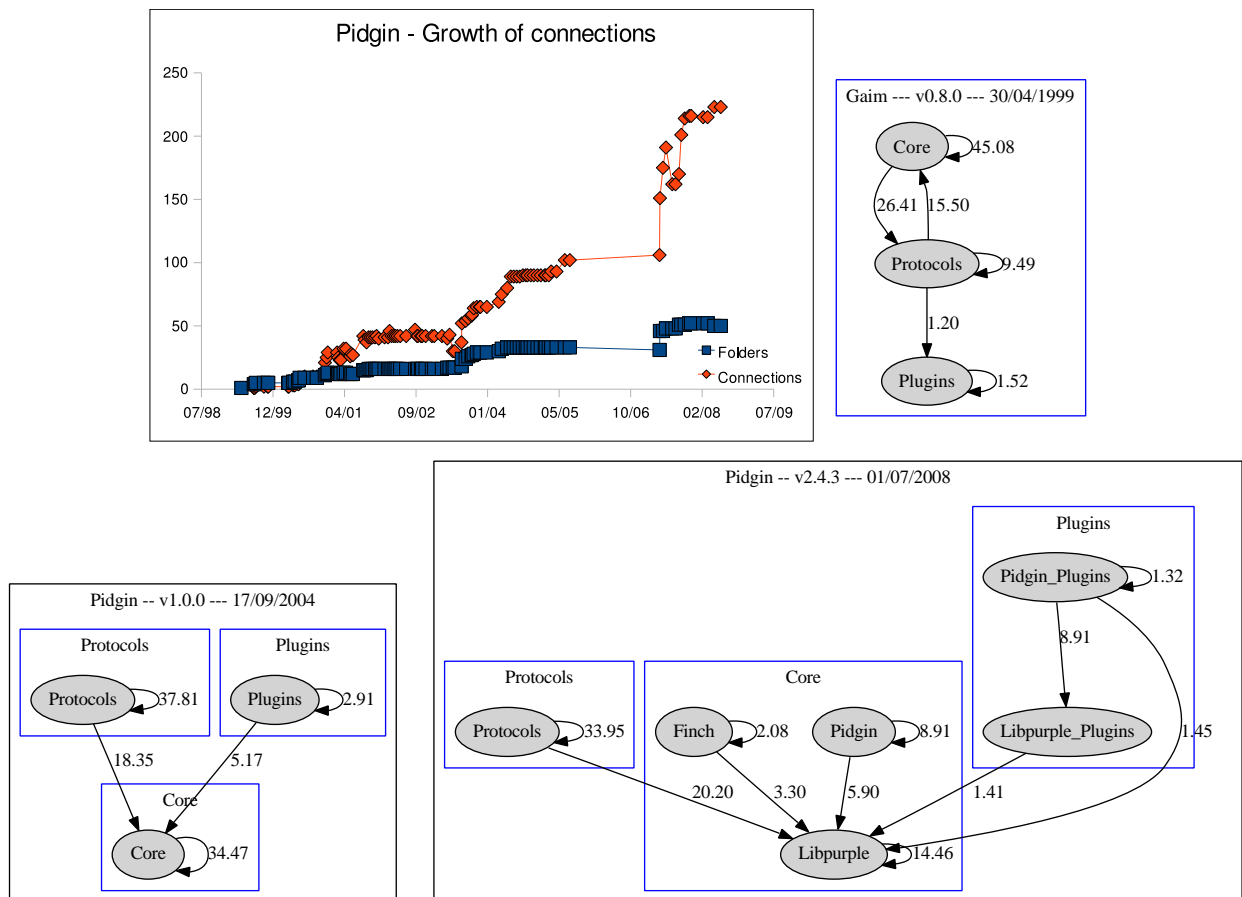 Pidgin - Growth of connections
250
200
150
100
50
0
07/98 12/99 04/01 09/02 01/04 05/05 10/06 02/08 07/09
Folders
Connections
Gaim --- v0.8.0 --- 30/04/1999
Core
45.08
26.41 15.50
Protocols
9.49
1.20
Plugins
1.52
Pidgin -- v1.0.0 --- 17/09/2004
Protocols
Plugins
Protocols
37.81
Plugins
2.91
18.35
5.17
Core
Core
34.47
Pidgin -- v2.4.3 --- 01/07/2008
Plugins
Pidgin_Plugins
1.32
8.91
Protocols
Core
Protocols
33.95
Finch
2.08
Pidgin
8.91
Libpurple_Plugins
1.45
20.20
3.30
5.90
1.41
Libpurple
14.46